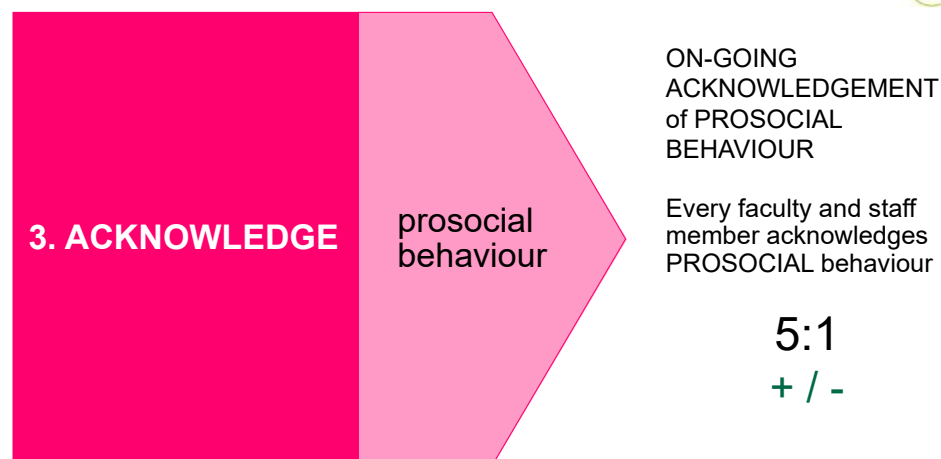 3. ACKNOWLEDGE
prosocial
behaviour
ON-GOING
ACKNOWLEDGEMENT
of PROSOCIAL
BEHAVIOUR
Every faculty and staff
member acknowledges
PROSOCIAL behaviour
5:1
+ / -